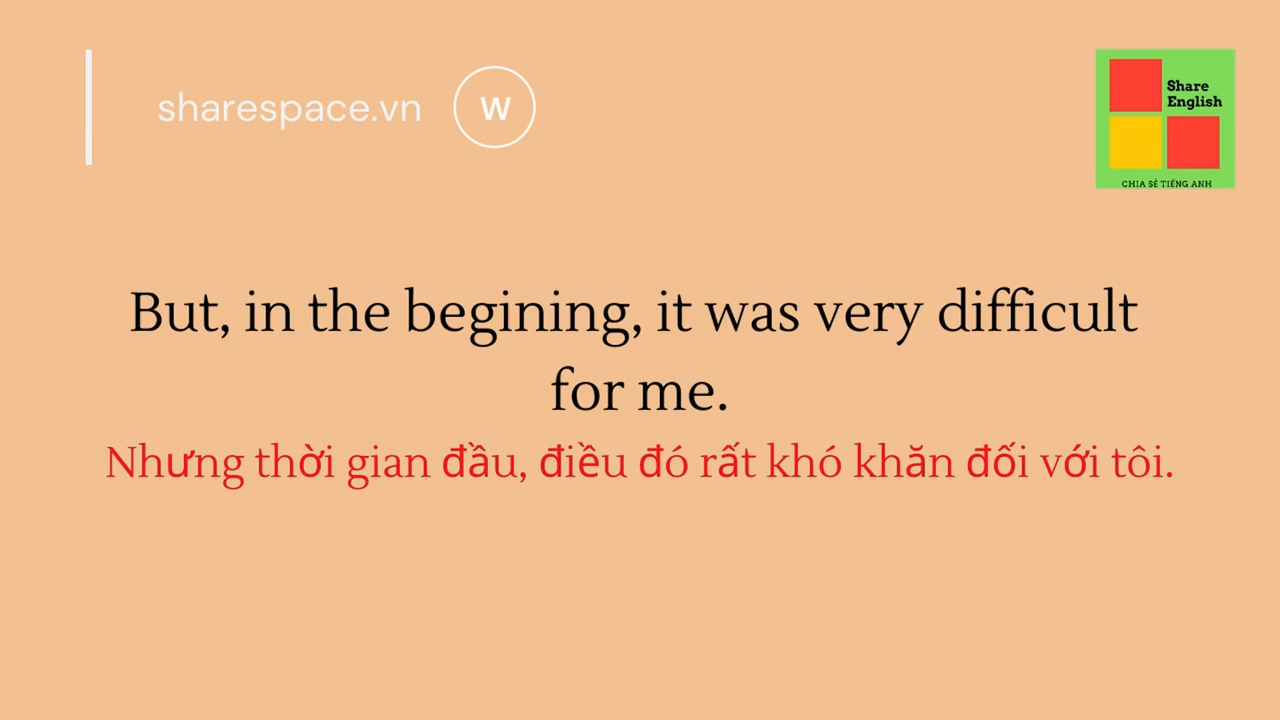 sharespace.vn
W
Share
English
CHIA SẺ TIẾNG ANH
But, in the begining, it was very difficult
for me.
Nhưng thời gian đầu, điều đó rất khó khăn đối với tôi.